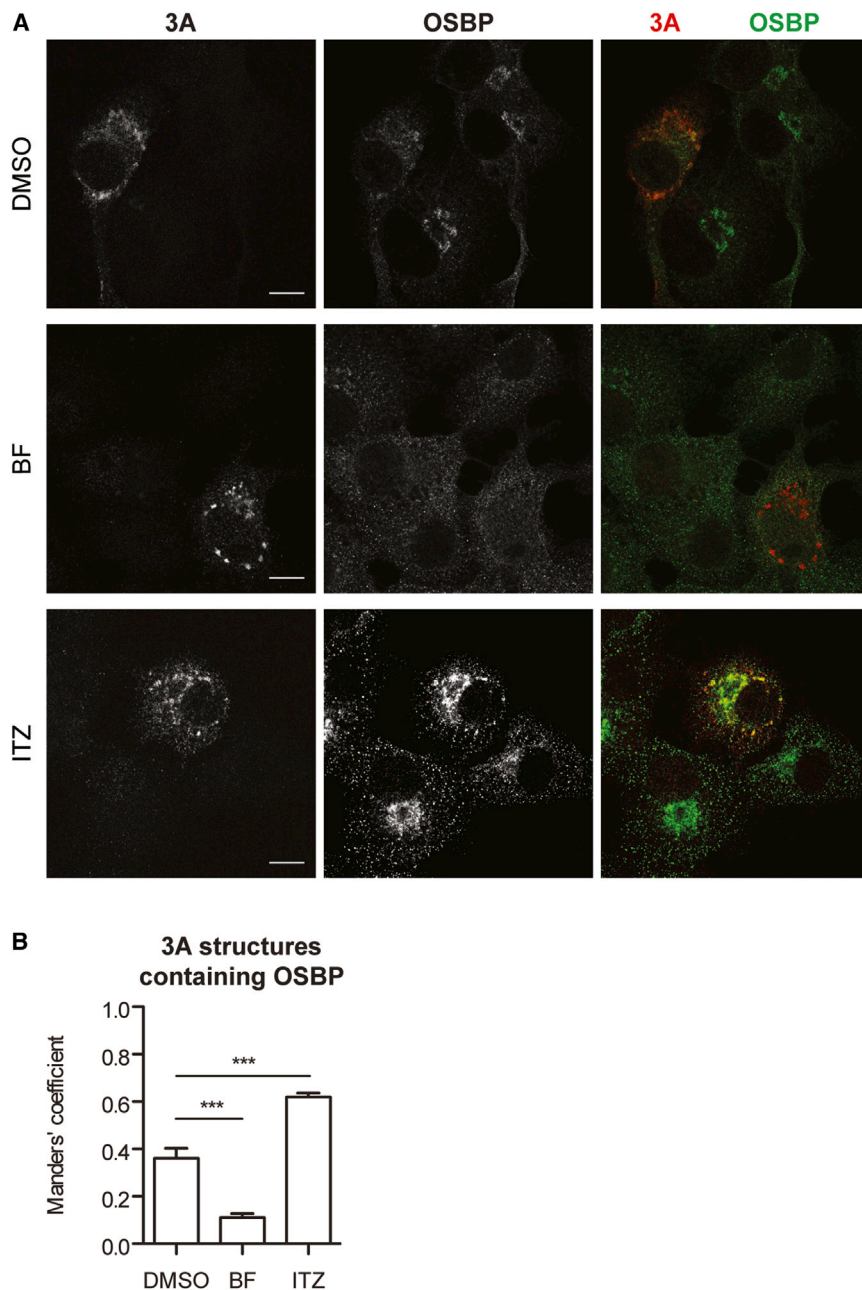 A
3A OSBP 3A OSBP
DMSO
BF
ITZ
B
3A structures
containing OSBP
Manders' coefficient
1.0
0.8
0.6
0.4
0.2
0.0
***
***
DMSO BF ITZ